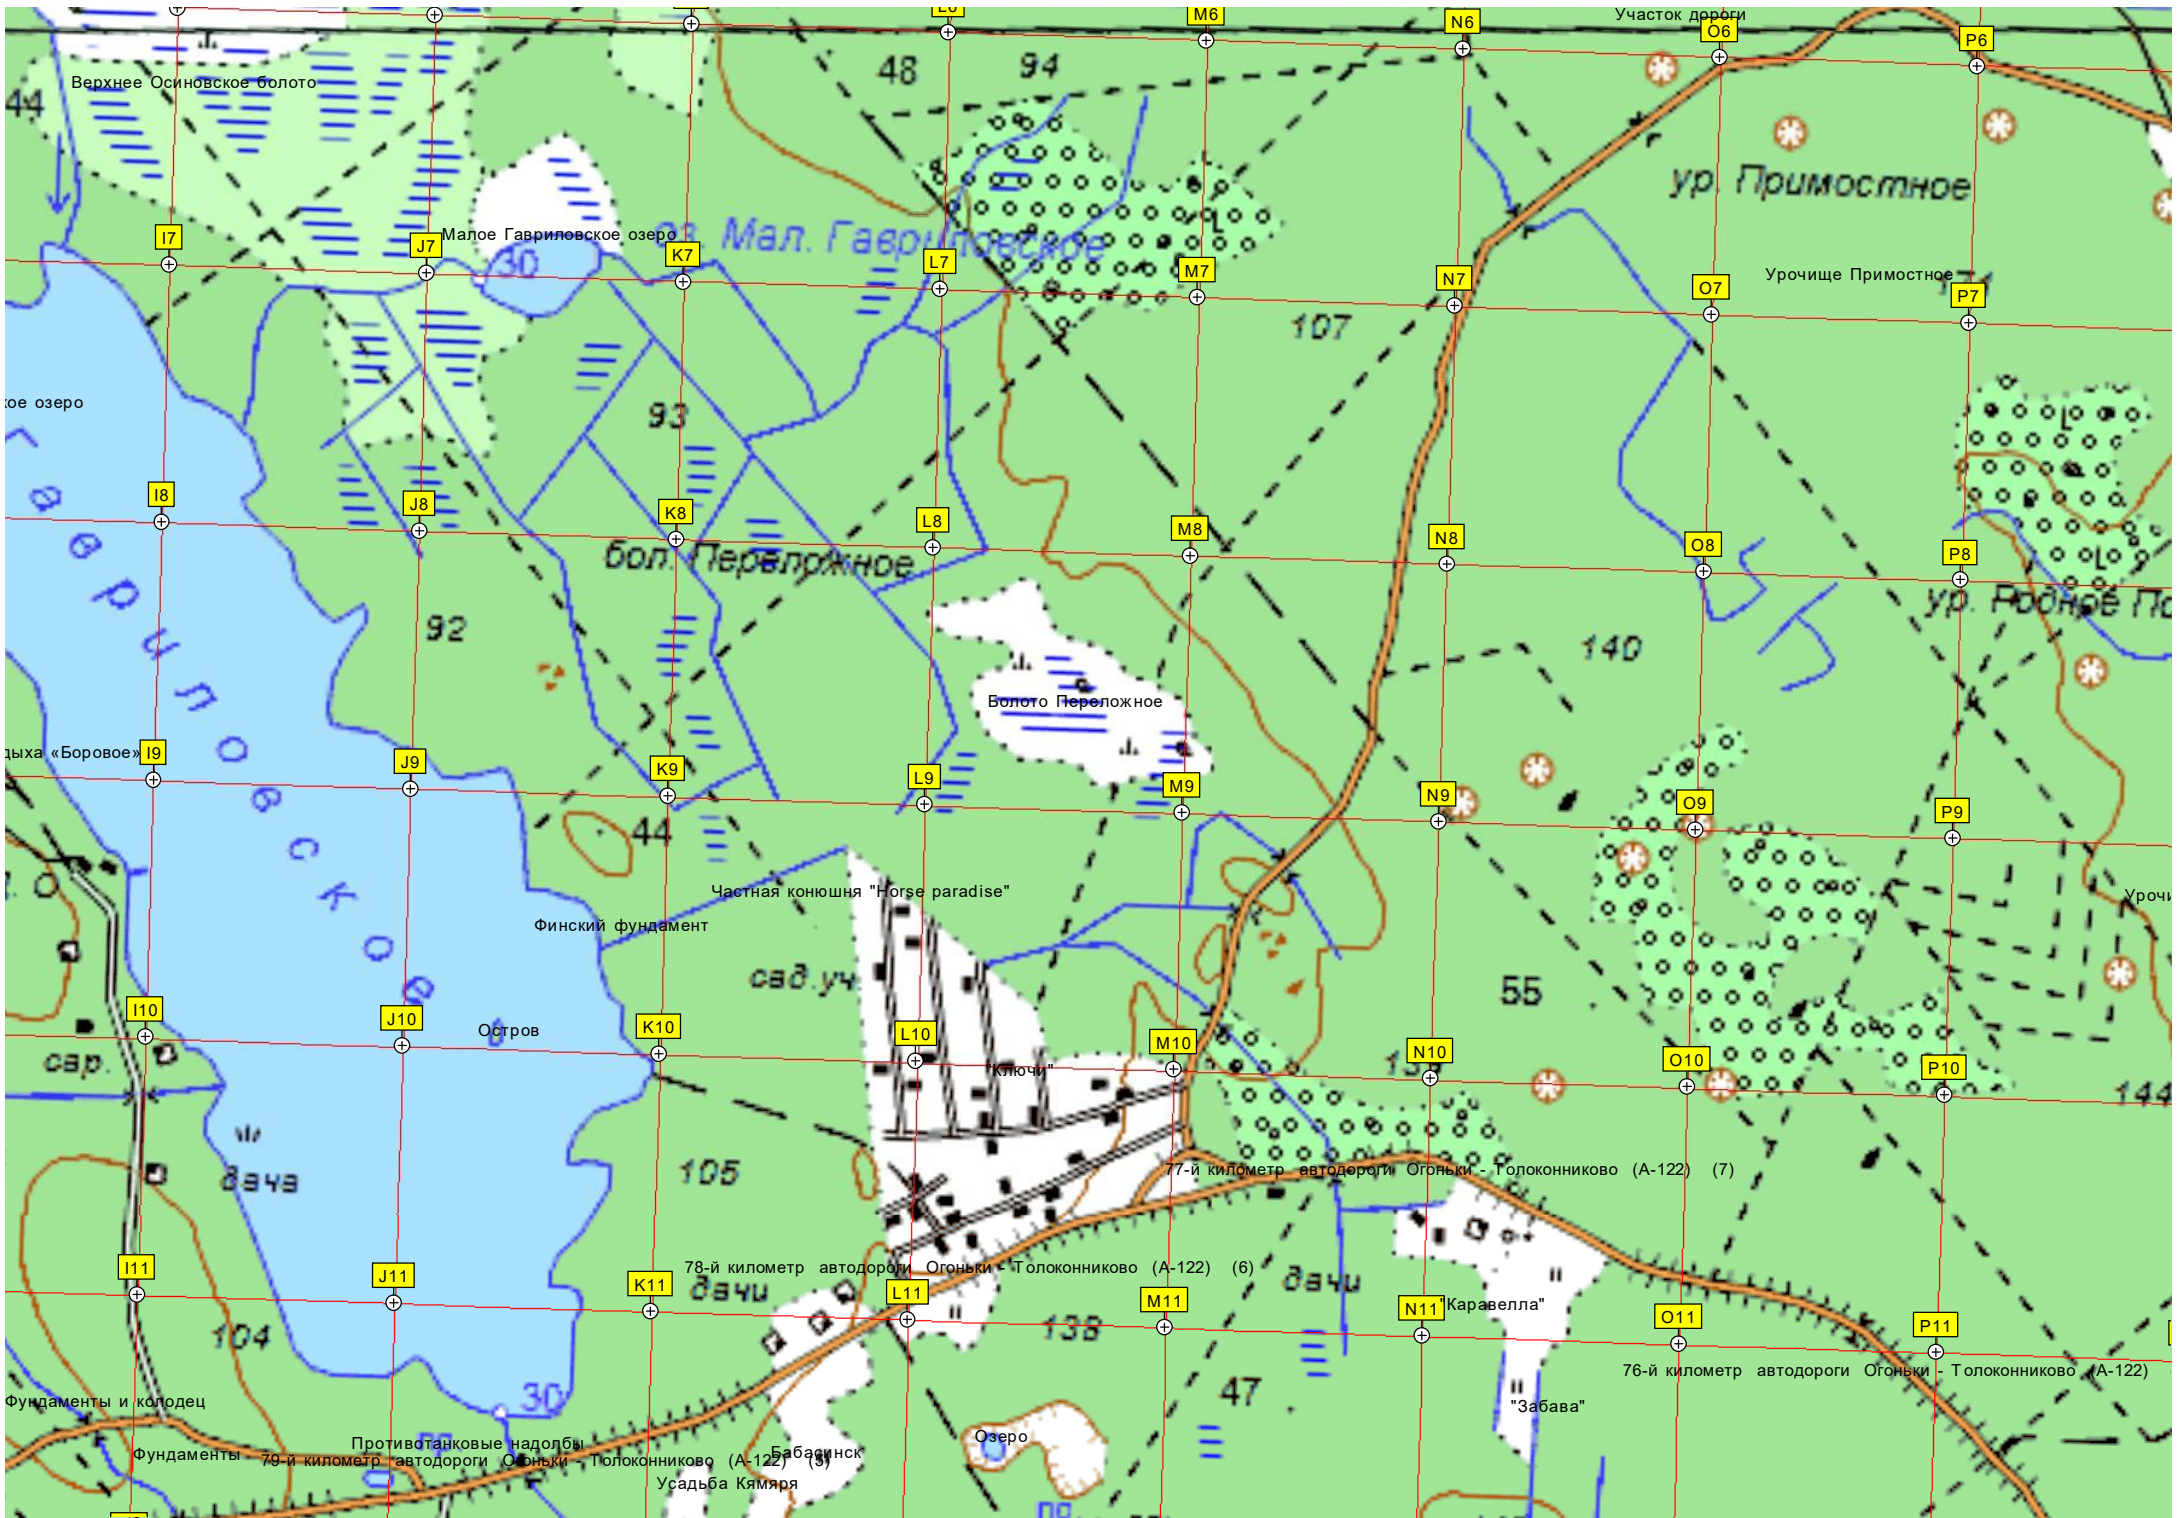 L6
M6
N6
Участок дороги
O6
P6
48
94
Верхнее Осиновское болото
44
ур. Примостное
I7
J7
Малое Гавриловское озеро
оз. Мал. Гавриловское
30
K7
L7
M7
N7
O7
Урочище Примостное
P7
107
кое озеро
93
I8
J8
K8
L8
M8
N8
O8
P8
бол. Переложное
Гавриловское
92
140
ур. Родное По
Болото Переложное
дыха «Боровое»
I9
J9
K9
L9
M9
N9
O9
P9
44
Частная конюшня "Horse paradise"
Финский фундамент
Урочи
сад.уч
55
I10
J10
Остров
K10
L10
M10
N10
O10
P10
"Ключи"
сар.
144
дача
105
77-й километр автодороги Огоньки - Толоконниково (А-122) (7)
I11
J11
K11
78-й километр автодороги Огоньки - Толоконниково (А-122) (6)
дачи
дачи
L11
M11
N11
"Каравелла"
O11
P11
104
138
76-й километр автодороги Огоньки - Толоконниково (А-122)
47
30
Фундаменты и колодец
"Забава"
Озеро
Противотанковые надолбы
пр.
Фундаменты
79-й километр автодороги Огоньки - Толоконниково (А-122) (5)
Бабасинск
Усадьба Кямяря
пр.